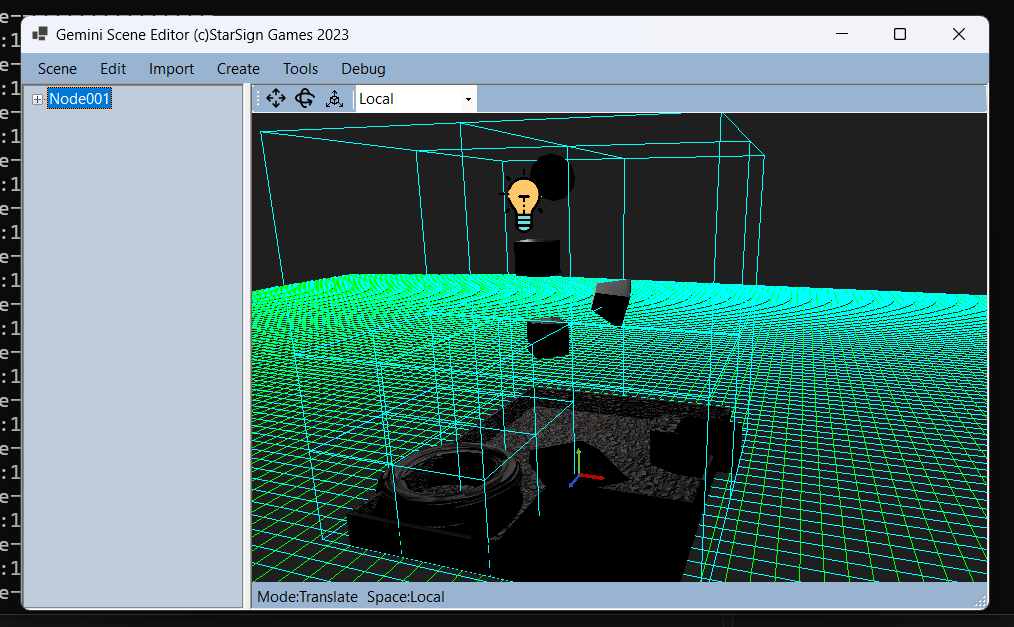 Gemini Scene Editor (c)StarSign Games 2023
Scene Edit Import Create Tools Debug
Node001
Local
Mode:Translate Space:Local